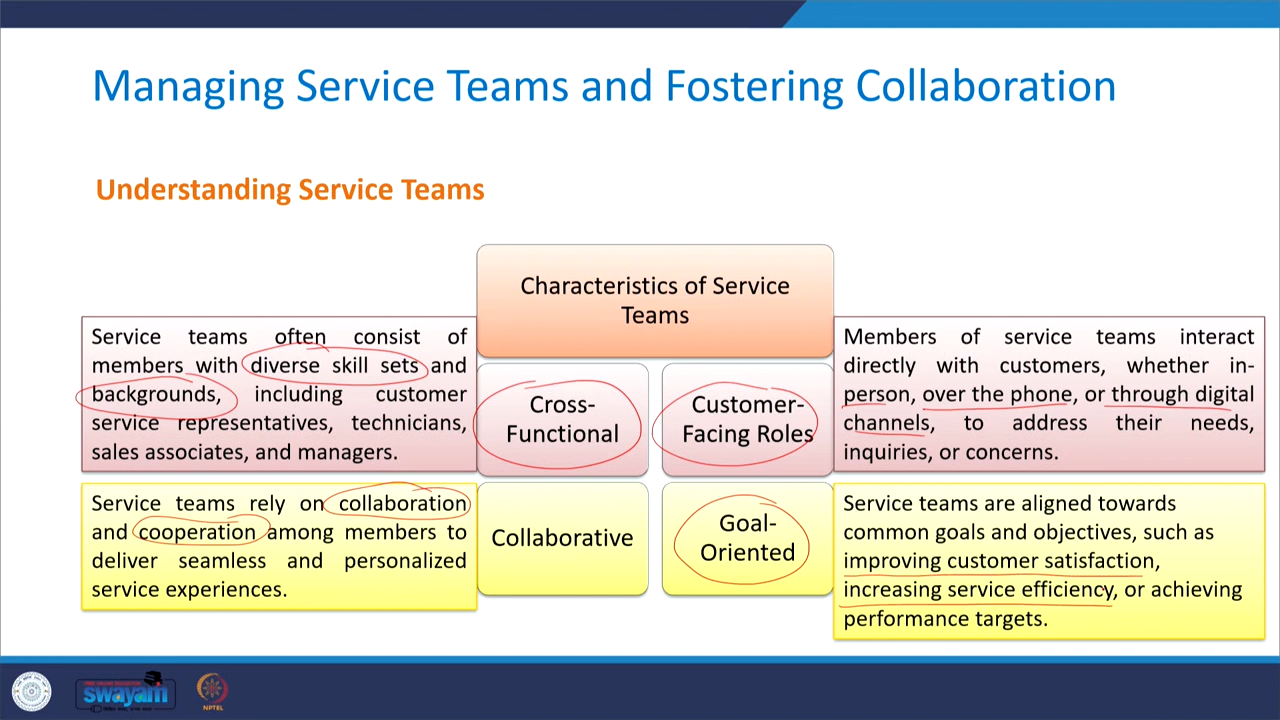 Managing Service Teams and Fostering Collaboration
Understanding Service Teams
Characteristics of Service
Teams
Service teams often consist of
members with diverse skill sets and
backgrounds, including customer
service representatives, technicians,
sales associates, and managers.
Cross-
Functional
Customer-
Facing Roles
Members of service teams interact
directly with customers, whether in-
person, over the phone, or through digital
channels, to address their needs,
inquiries, or concerns.
Service teams rely on collaboration
and cooperation among members to
deliver seamless and personalized
service experiences.
Collaborative
Goal-
Oriented
Service teams are aligned towards
common goals and objectives, such as
improving customer satisfaction,
increasing service efficiency, or achieving
performance targets.
swayam
NPTEL